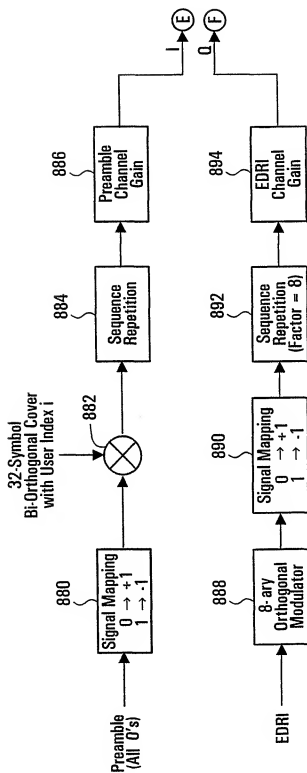 Preamble
(All 0's)
880
Signal Mapping
0 → +1
1 → -1
32-Symbol
Bi-Orthogonal Cover
with User Index i
882
884
Sequence
Repetition
886
Preamble
Channel
Gain
I
E
EDRI
888
8-ary
Orthogonal
Modulator
890
Signal Mapping
0 → +1
1 → -1
892
Sequence
Repetition
(Factor = 8)
894
EDRI
Channel
Gain
Q
F